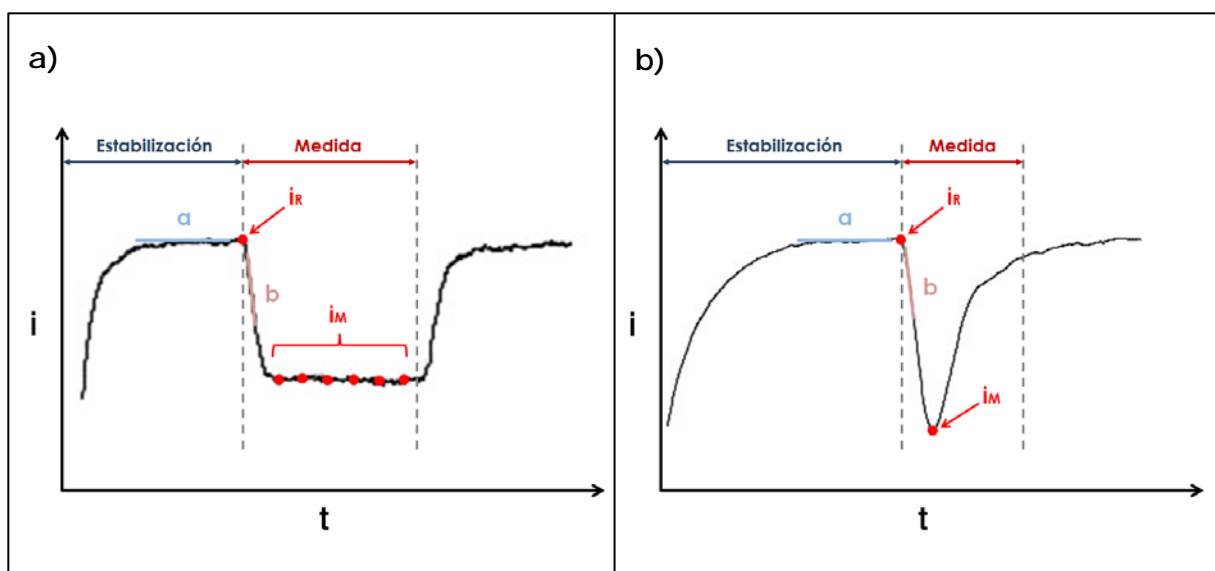 a)
Estabilización
Medida
iR
a
b
iM
i
t
b)
Estabilización
Medida
iR
a
b
iM
i
t